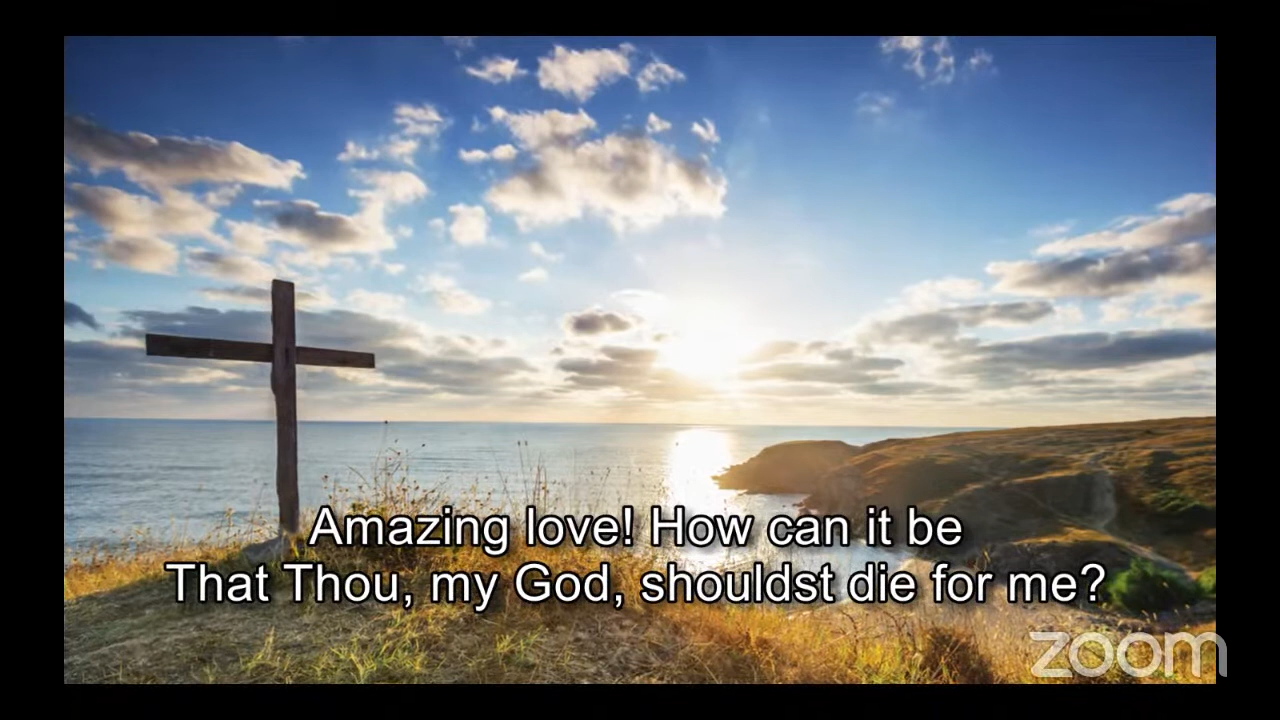 Amazing love! How can it be
That Thou, my God, shouldst die for me?
zoom